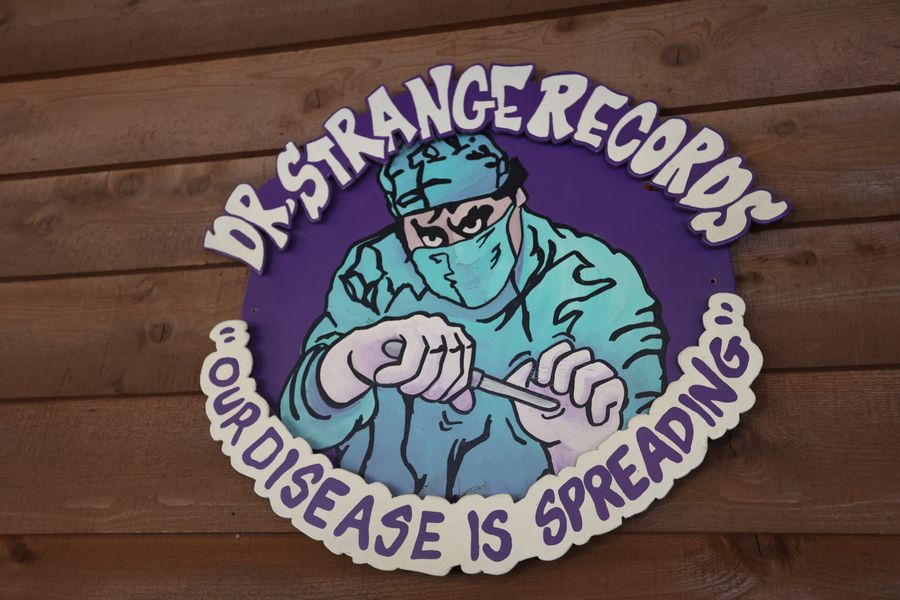 DR. STRANGE RECORDS
"OUR DISEASE IS SPREADING"